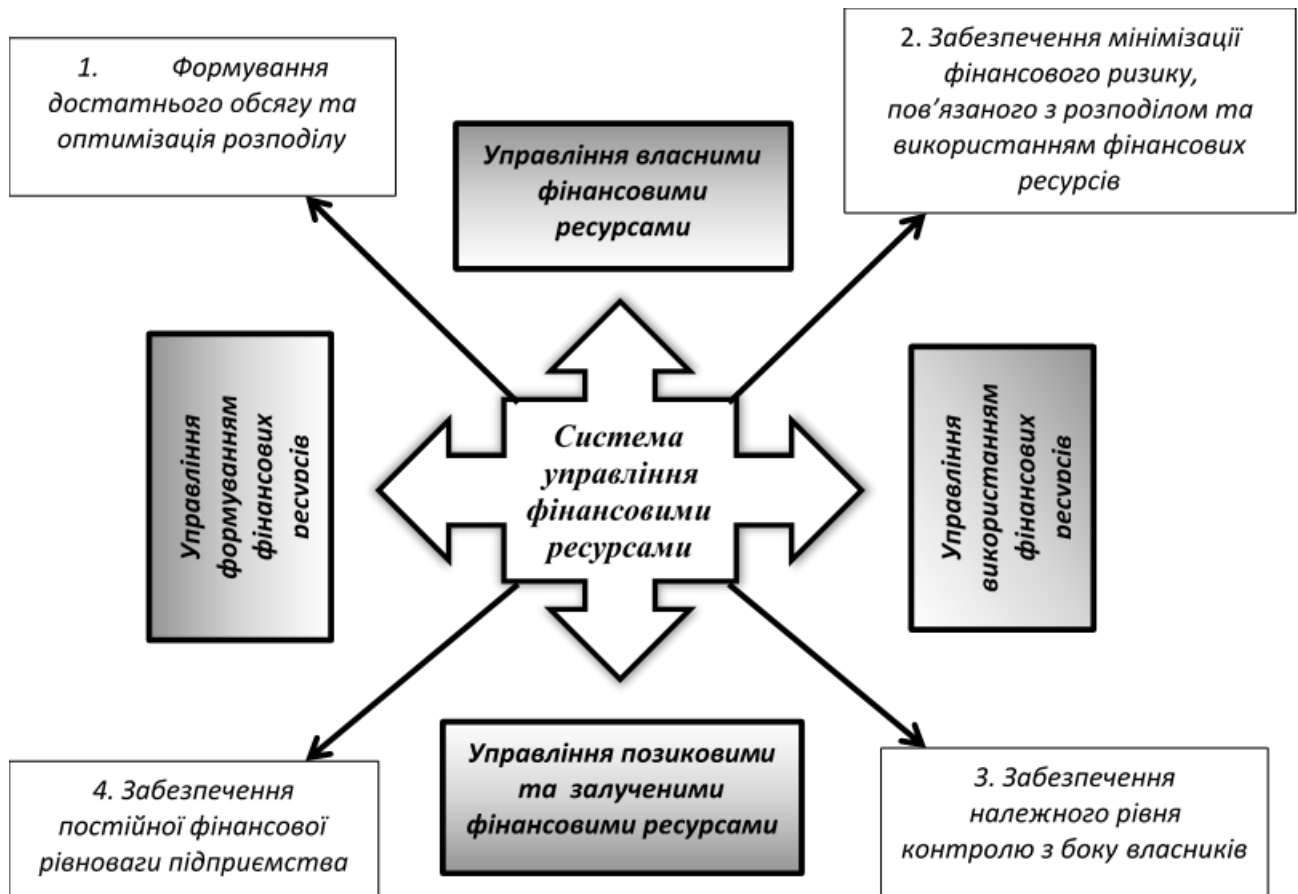 1. Формування
достатнього обсягу та
оптимізація розподілу
2. Забезпечення мінімізації
фінансового ризику,
пов’язаного з розподілом та
використанням фінансових
ресурсів
Управління власними
фінансовими
ресурсами
Управління
формуванням
фінансових
ресурсів
Система
управління
фінансовими
ресурсами
Управління
використанням
фінансових
ресурсів
Управління позиковими
та залученими
фінансовими ресурсами
4. Забезпечення
постійної фінансової
рівноваги підприємства
3. Забезпечення
належного рівня
контролю з боку власників